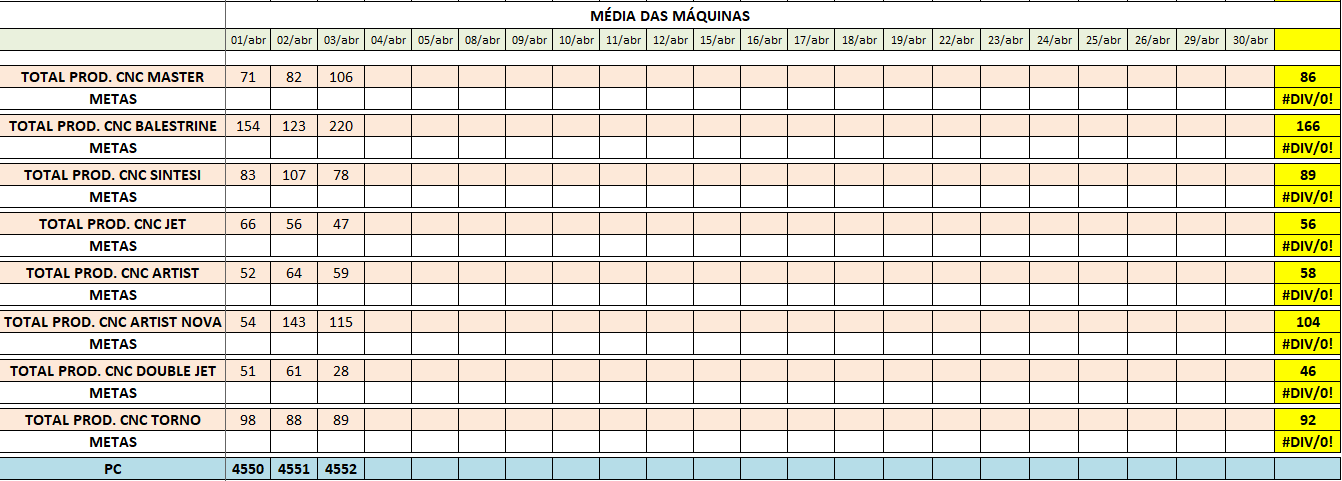 MÉDIA DAS MÁQUINAS
01/abr 02/abr 03/abr 04/abr 05/abr 08/abr 09/abr 10/abr 11/abr 12/abr 15/abr 16/abr 17/abr 18/abr 19/abr 22/abr 23/abr 24/abr 25/abr 26/abr 29/abr 30/abr
TOTAL PROD. CNC MASTER 71 82 106 86
METAS #DIV/0!
TOTAL PROD. CNC BALESTRINE 154 123 220 166
METAS #DIV/0!
TOTAL PROD. CNC SINTESI 83 107 78 89
METAS #DIV/0!
TOTAL PROD. CNC JET 66 56 47 56
METAS #DIV/0!
TOTAL PROD. CNC ARTIST 52 64 59 58
METAS #DIV/0!
TOTAL PROD. CNC ARTIST NOVA 54 143 115 104
METAS #DIV/0!
TOTAL PROD. CNC DOUBLE JET 51 61 28 46
METAS #DIV/0!
TOTAL PROD. CNC TORNO 98 88 89 92
METAS #DIV/0!
PC 4550 4551 4552